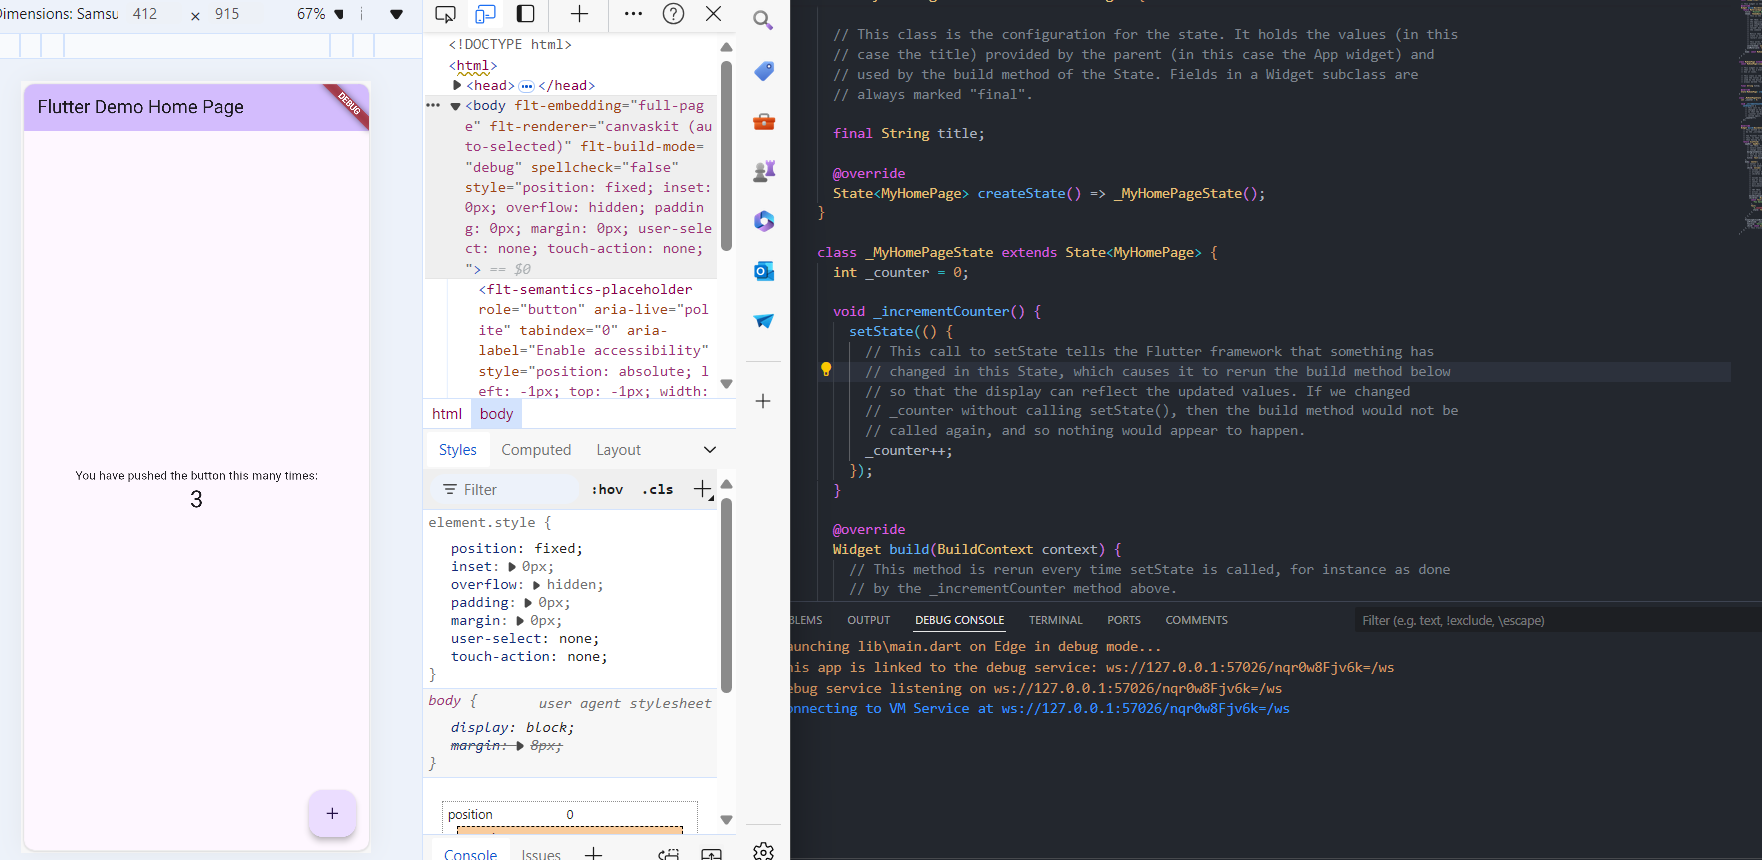 Dimensions: Samsu 412 × 915 67%
Flutter Demo Home Page
DEBUG
You have pushed the button this many times:
3
+
<!DOCTYPE html>
<html>
<head> ⋯ </head>
<body flt-embedding="full-pag
e" flt-renderer="canvaskit (au
to-selected)" flt-build-mode=
"debug" spellcheck="false"
style="position: fixed; inset:
0px; overflow: hidden; paddin
g: 0px; margin: 0px; user-sele
ct: none; touch-action: none;
"> == $0
<flt-semantics-placeholder
role="button" aria-live="pol
ite" tabindex="0" aria-
label="Enable accessibility"
style="position: absolute; l
eft: -1px; top: -1px; width:
html body
Styles Computed Layout
Filter :hov .cls
element.style {
position: fixed;
inset: 0px;
overflow: hidden;
padding: 0px;
margin: 0px;
user-select: none;
touch-action: none;
}
body { user agent stylesheet
display: block;
margin: 8px;
}
position 0
Console Issues
// This class is the configuration for the state. It holds the values (in this
// case the title) provided by the parent (in this case the App widget) and
// used by the build method of the State. Fields in a Widget subclass are
// always marked "final".
final String title;
@override
State<MyHomePage> createState() => _MyHomePageState();
}
class _MyHomePageState extends State<MyHomePage> {
int _counter = 0;
void _incrementCounter() {
setState(() {
// This call to setState tells the Flutter framework that something has
// changed in this State, which causes it to rerun the build method below
// so that the display can reflect the updated values. If we changed
// _counter without calling setState(), then the build method would not be
// called again, and so nothing would appear to happen.
_counter++;
});
}
@override
Widget build(BuildContext context) {
// This method is rerun every time setState is called, for instance as done
// by the _incrementCounter method above.
BLEMS OUTPUT DEBUG CONSOLE TERMINAL PORTS COMMENTS Filter (e.g. text, !exclude, \escape)
aunching lib\main.dart on Edge in debug mode...
his app is linked to the debug service: ws://127.0.0.1:57026/nqr0w8Fjv6k=/ws
ebug service listening on ws://127.0.0.1:57026/nqr0w8Fjv6k=/ws
onnecting to VM Service at ws://127.0.0.1:57026/nqr0w8Fjv6k=/ws